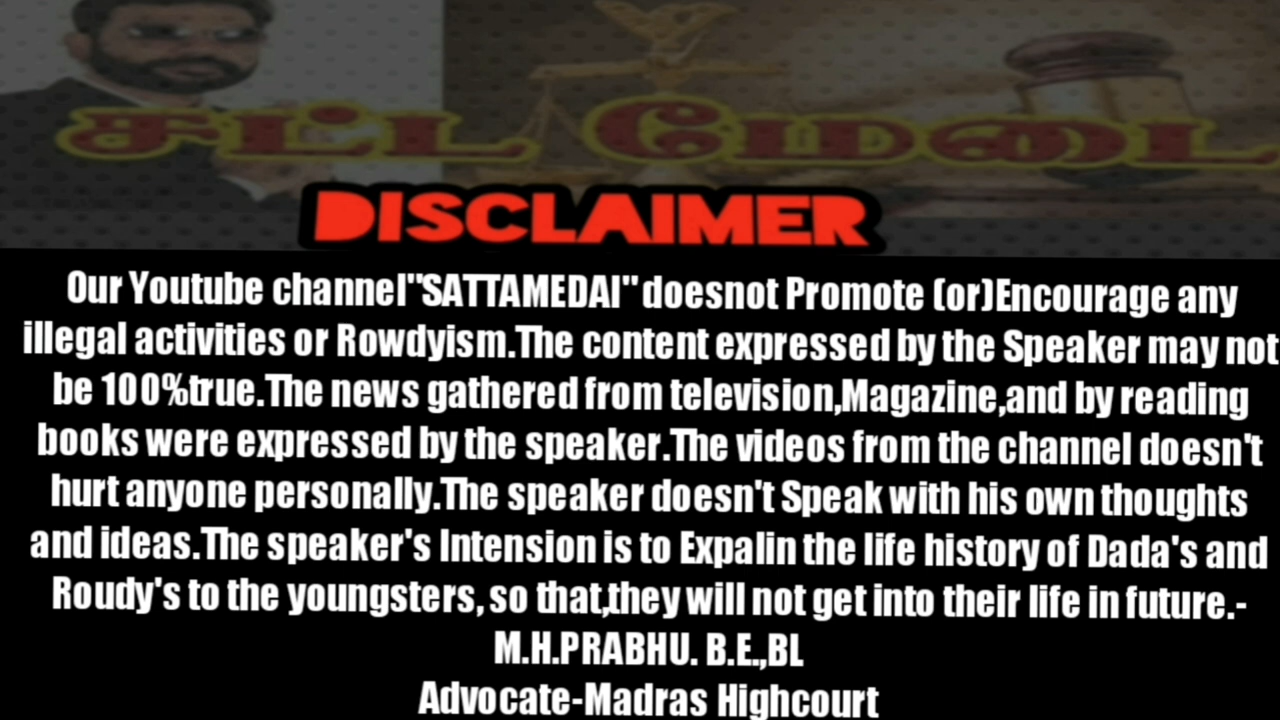 சட்ட மேடை
DISCLAIMER
Our Youtube channel"SATTAMEDAI"doesnot Promote (or)Encourage any
illegal activities or Rowdyism.The content expressed by the Speaker may not
be 100%true.The news gathered from television,Magazine,and by reading
books were expressed by the speaker.The videos from the channel doesn't
hurt anyone personally.The speaker doesn't Speak with his own thoughts
and ideas.The speaker's Intension is to Expalin the life history of Dada's and
Roudy's to the youngsters, so that,they will not get into their life in future.-
M.H.PRABHU. B.E.,BL
Advocate-Madras Highcourt